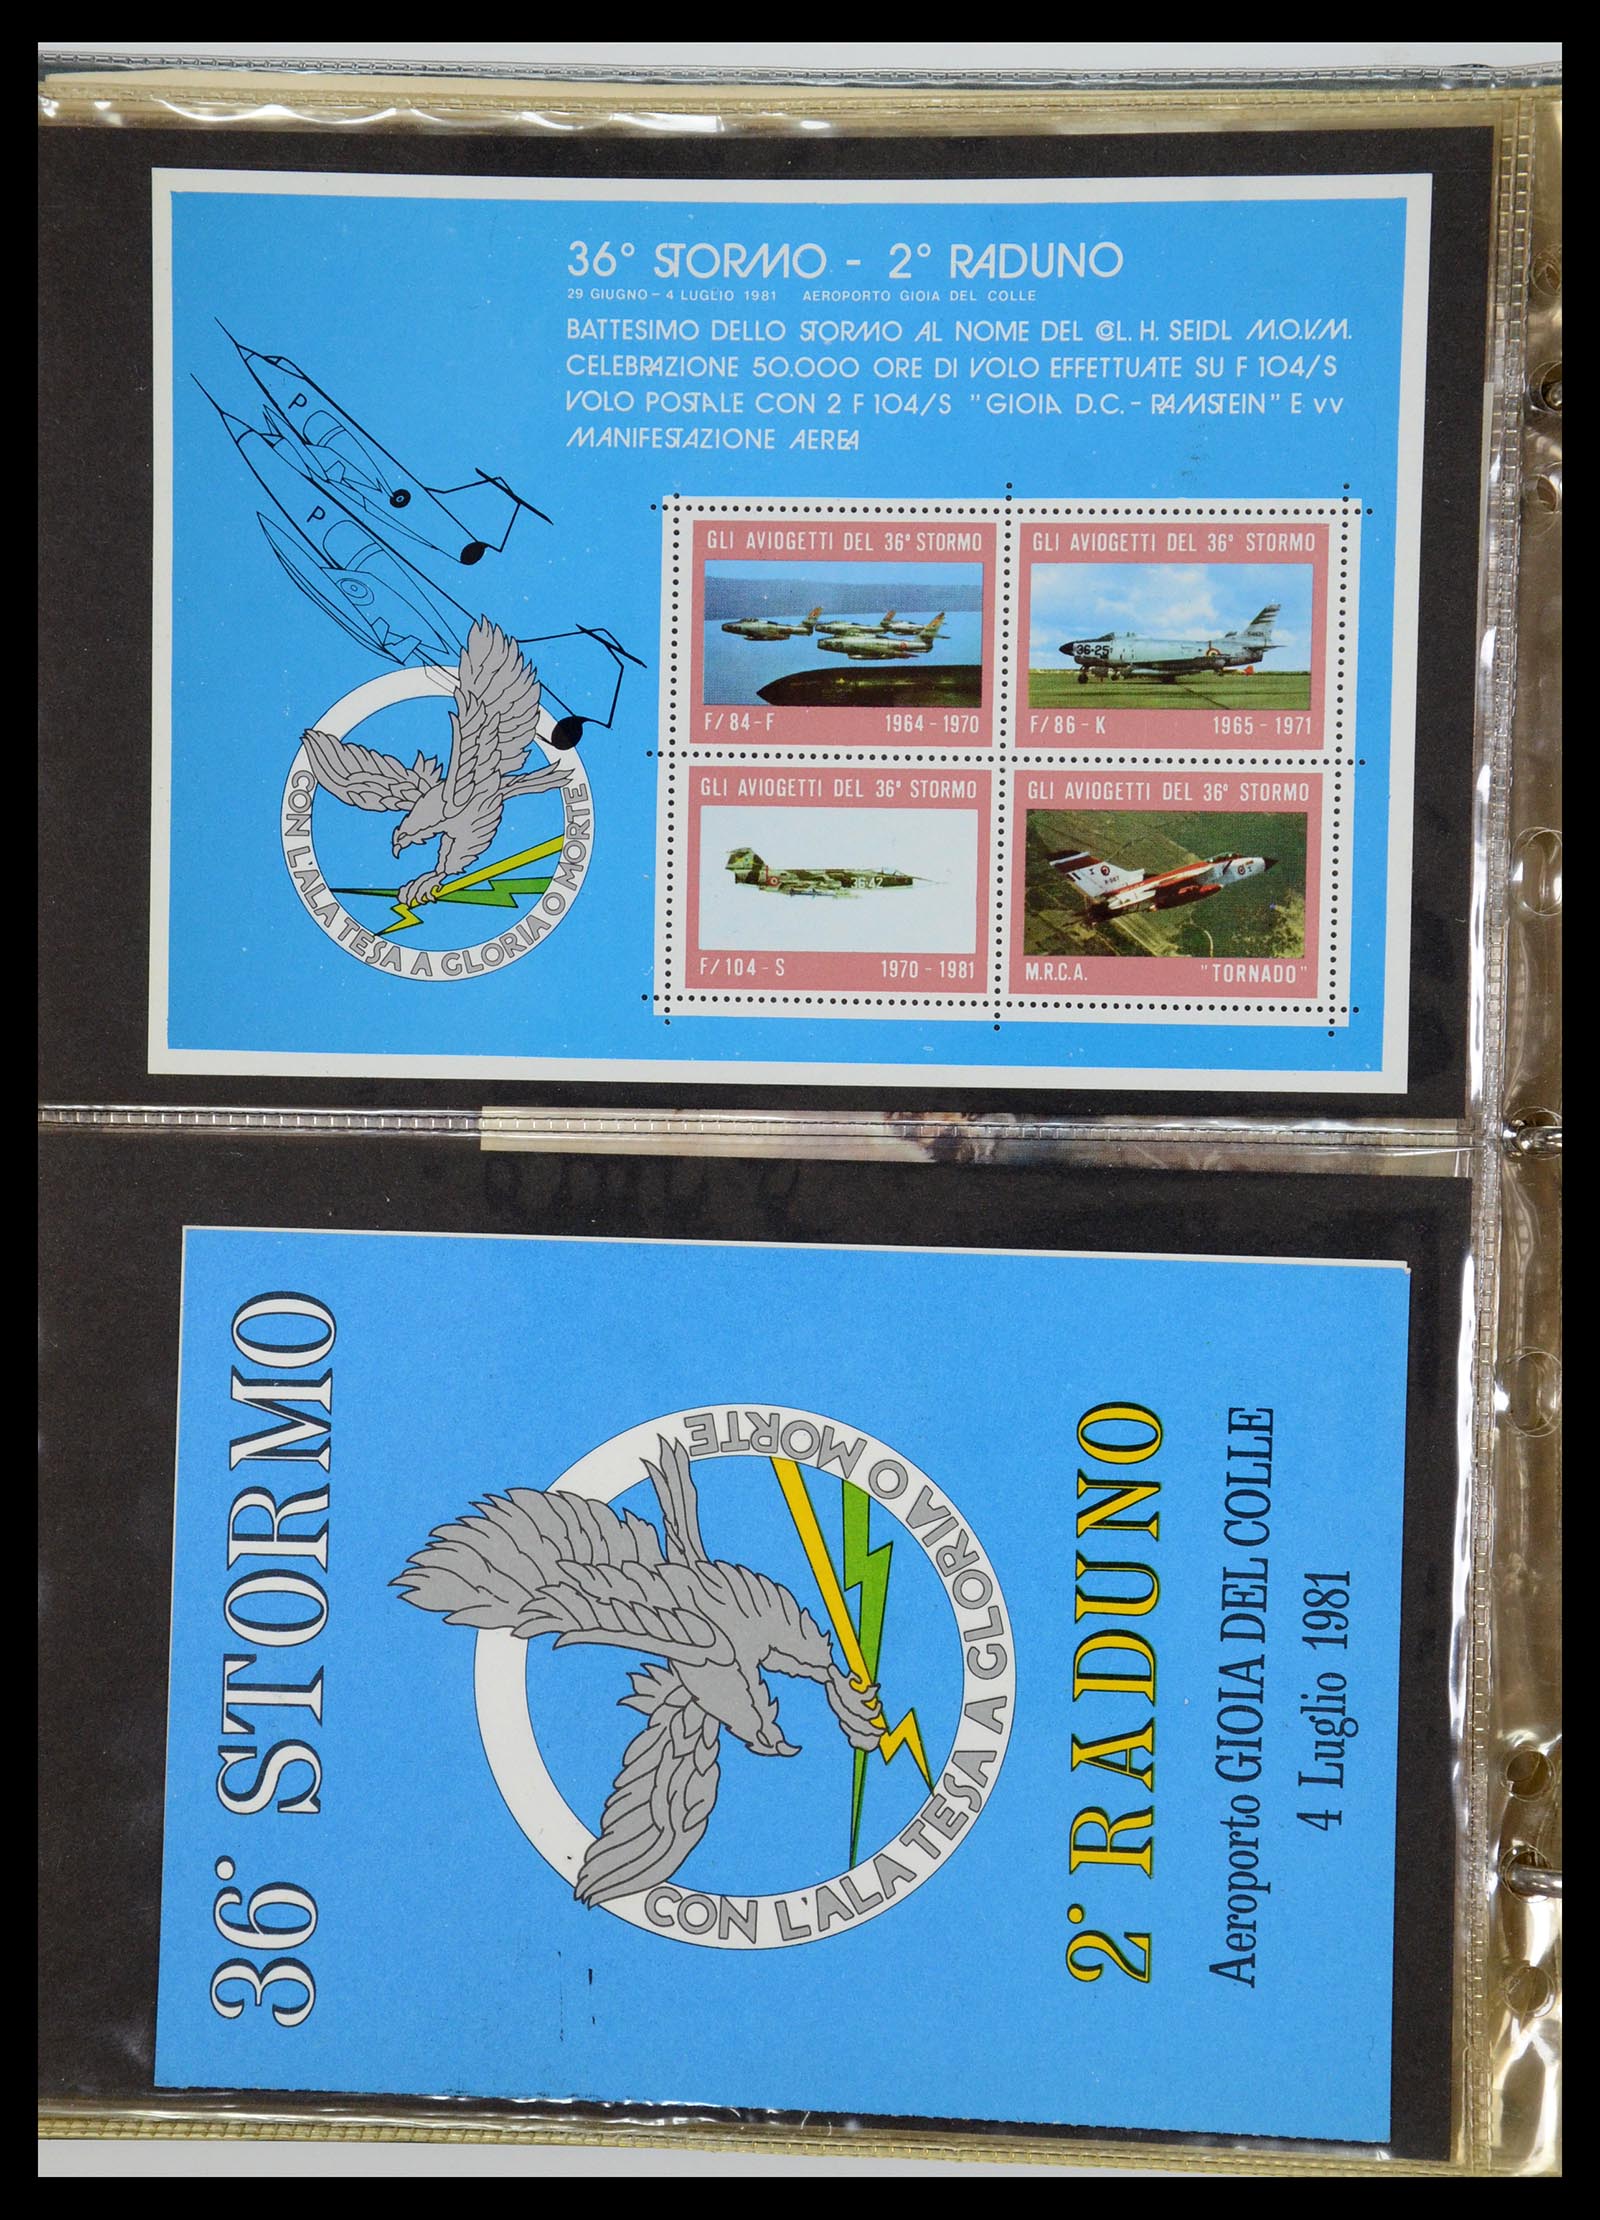 36° STORMO - 2° RADUNO
29 GIUGNO - 4 LUGLIO 1981 AEROPORTO GIOIA DEL COLLE
BATTESIMO DELLO STORMO AL NOME DEL COL. H. SEIDL M.O.V.M.
CELEBRAZIONE 50.000 ORE DI VOLO EFFETTUATE SU F 104/S
VOLO POSTALE CON 2 F 104/S "GIOIA D.C. - RAMSTEIN" E VV
MANIFESTAZIONE AEREA
P
P
CON L'ALA TESA A GLORIA O MORTE
GLI AVIOGETTI DEL 36° STORMO
F/84-F 1964-1970
GLI AVIOGETTI DEL 36° STORMO
36-25
F/86-K 1965-1971
GLI AVIOGETTI DEL 36° STORMO
36-42
F/104-S 1970-1981
GLI AVIOGETTI DEL 36° STORMO
M.R.C.A. "TORNADO"
36° STORMO
CON L'ALA TESA A GLORIA O MORTE
2° RADUNO
Aeroporto GIOIA DEL COLLE
4 Luglio 1981